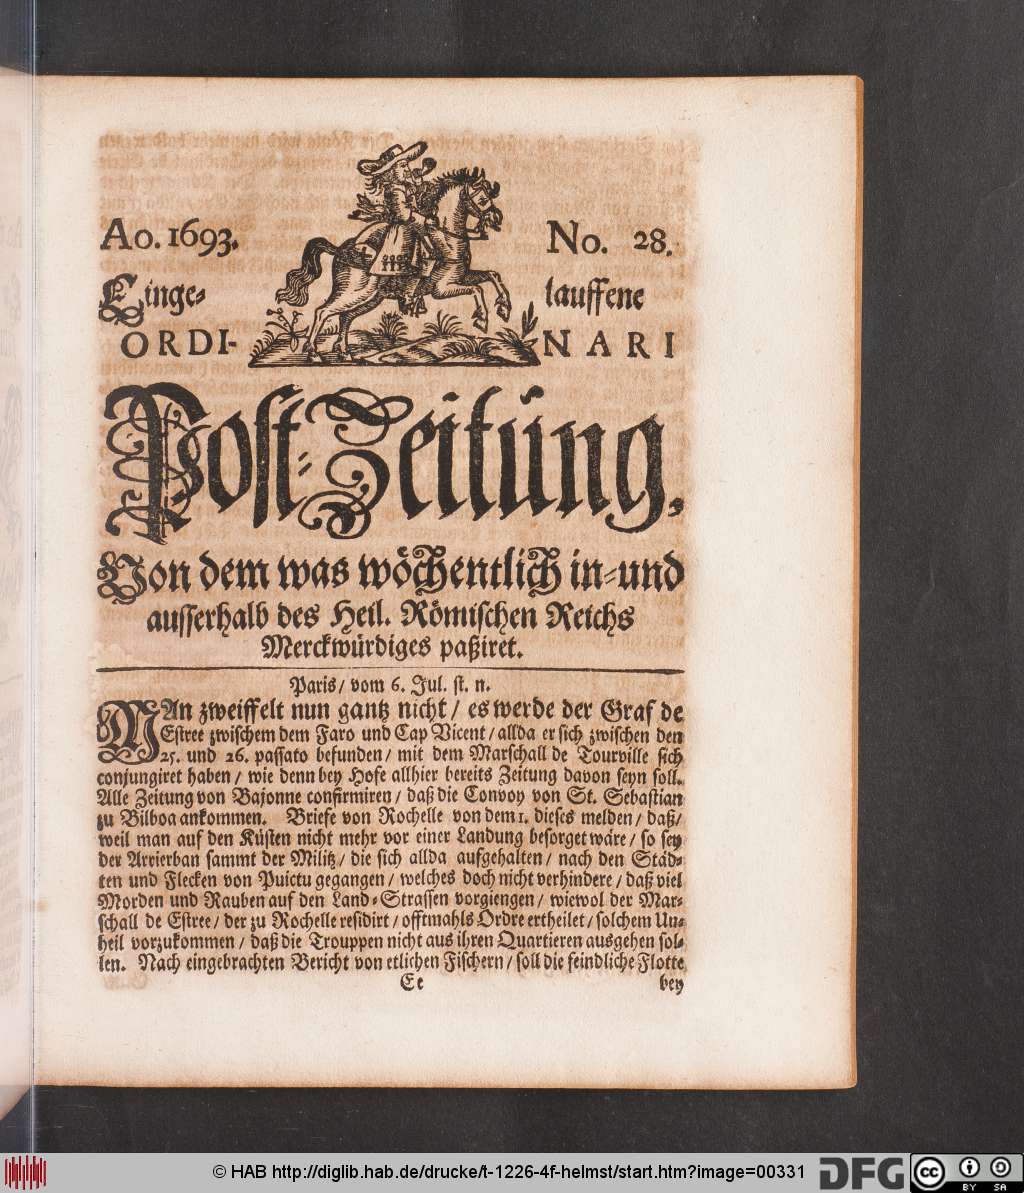 Ao. 1693.
No. 28.
Einge-
lauffene
ORDI-
NARI
Post-Zeitung,
Von dem was wöchentlich in-und
ausserhalb des Heil. Römischen Reichs
Merckwürdiges paßiret.
Paris/ vom 6. Jul. st. n.
MAn zweiffelt nun gantz nicht/ es werde der Graf de
Estree zwischem dem Faro und Cap Vicent/ allda er sich zwischen den
25. und 26. passato befunden/ mit dem Marschall de Tourville sich
conjungiret haben/ wie denn bey Hofe allhier bereits Zeitung davon seyn soll.
Alle Zeitung von Bajonne confirmiren/ daß die Convoy von St. Sebastian
zu Bilboa ankommen. Briefe von Rochelle von dem 1. dieses melden/ daß/
weil man auf den Küsten nicht mehr vor einer Landung besorget wäre/ so sey
der Arrierban sammt der Militz/ die sich allda aufgehalten/ nach den Städ-
ten und Flecken von Puictu gegangen/ welches doch nicht verhindere/ daß viel
Morden und Rauben auf den Land-Strassen vorgiengen/ wiewol der Mar-
schall de Estree/ der zu Rochelle residirt/ offtmahls Ordre ertheilet/ solchem Un-
heil vorzukommen/ daß die Trouppen nicht aus ihren Quartieren ausgehen sol-
len. Nach eingebrachten Bericht von etlichen Fischern/ soll die feindliche Flotte
Ee
bey
© HAB http://diglib.hab.de/drucke/t-1226-4f-helmst/start.htm?image=00331
DFG
cc
BY SA